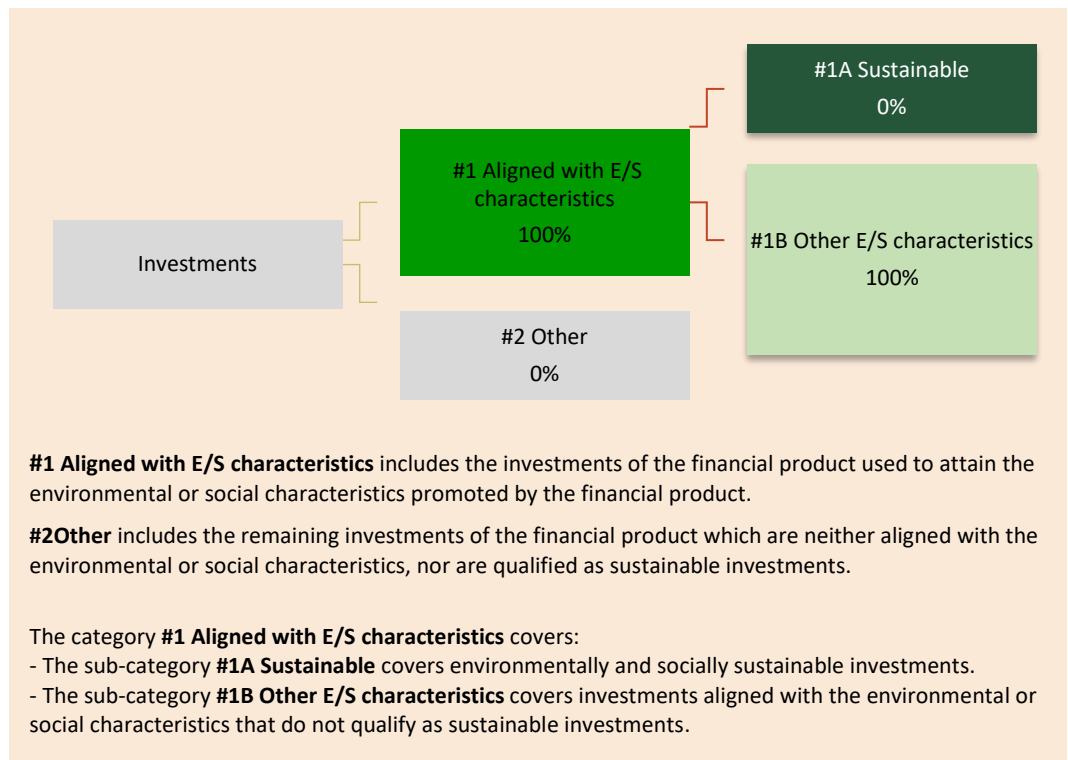 #1A Sustainable
0%
#1 Aligned with E/S
characteristics
100%
#1B Other E/S characteristics
100%
Investments
#2 Other
0%
#1 Aligned with E/S characteristics includes the investments of the financial product used to attain the
environmental or social characteristics promoted by the financial product.
#2Other includes the remaining investments of the financial product which are neither aligned with the
environmental or social characteristics, nor are qualified as sustainable investments.
The category #1 Aligned with E/S characteristics covers:
- The sub-category #1A Sustainable covers environmentally and socially sustainable investments.
- The sub-category #1B Other E/S characteristics covers investments aligned with the environmental or
social characteristics that do not qualify as sustainable investments.